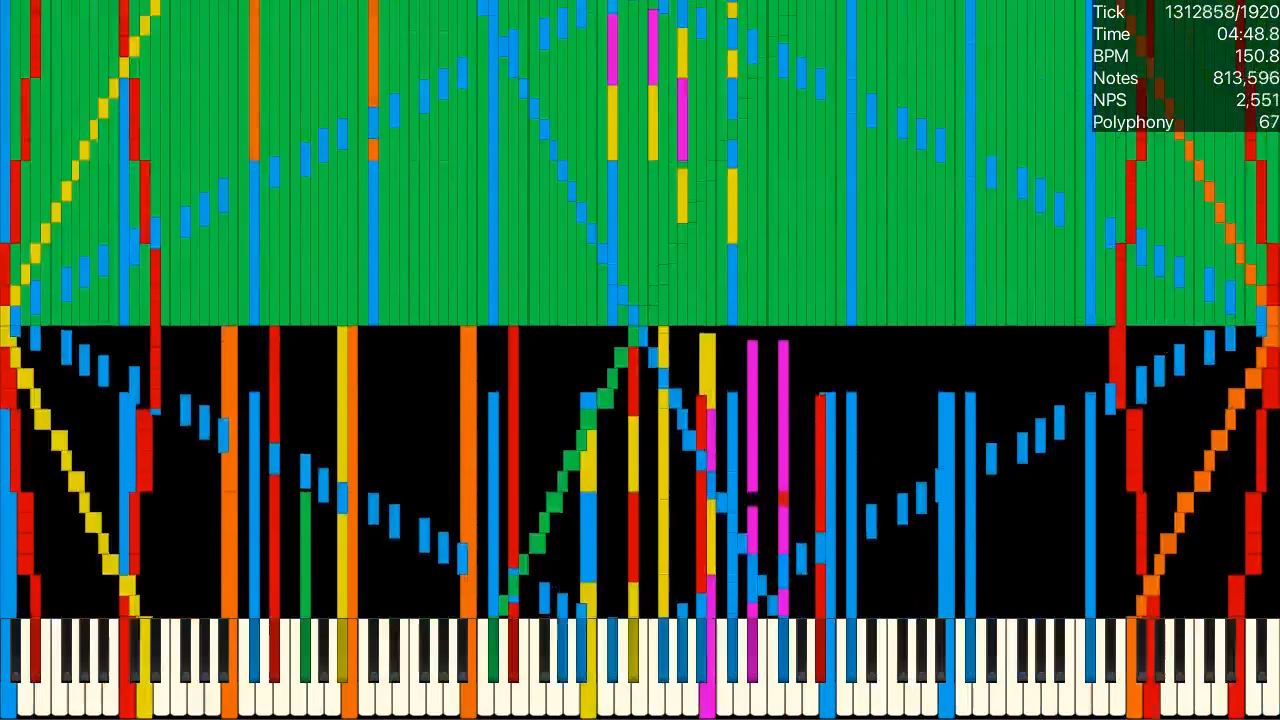 Tick 1312858/1920
Time 04:48.8
BPM 150.8
Notes 813,596
NPS 2,551
Polyphony 67